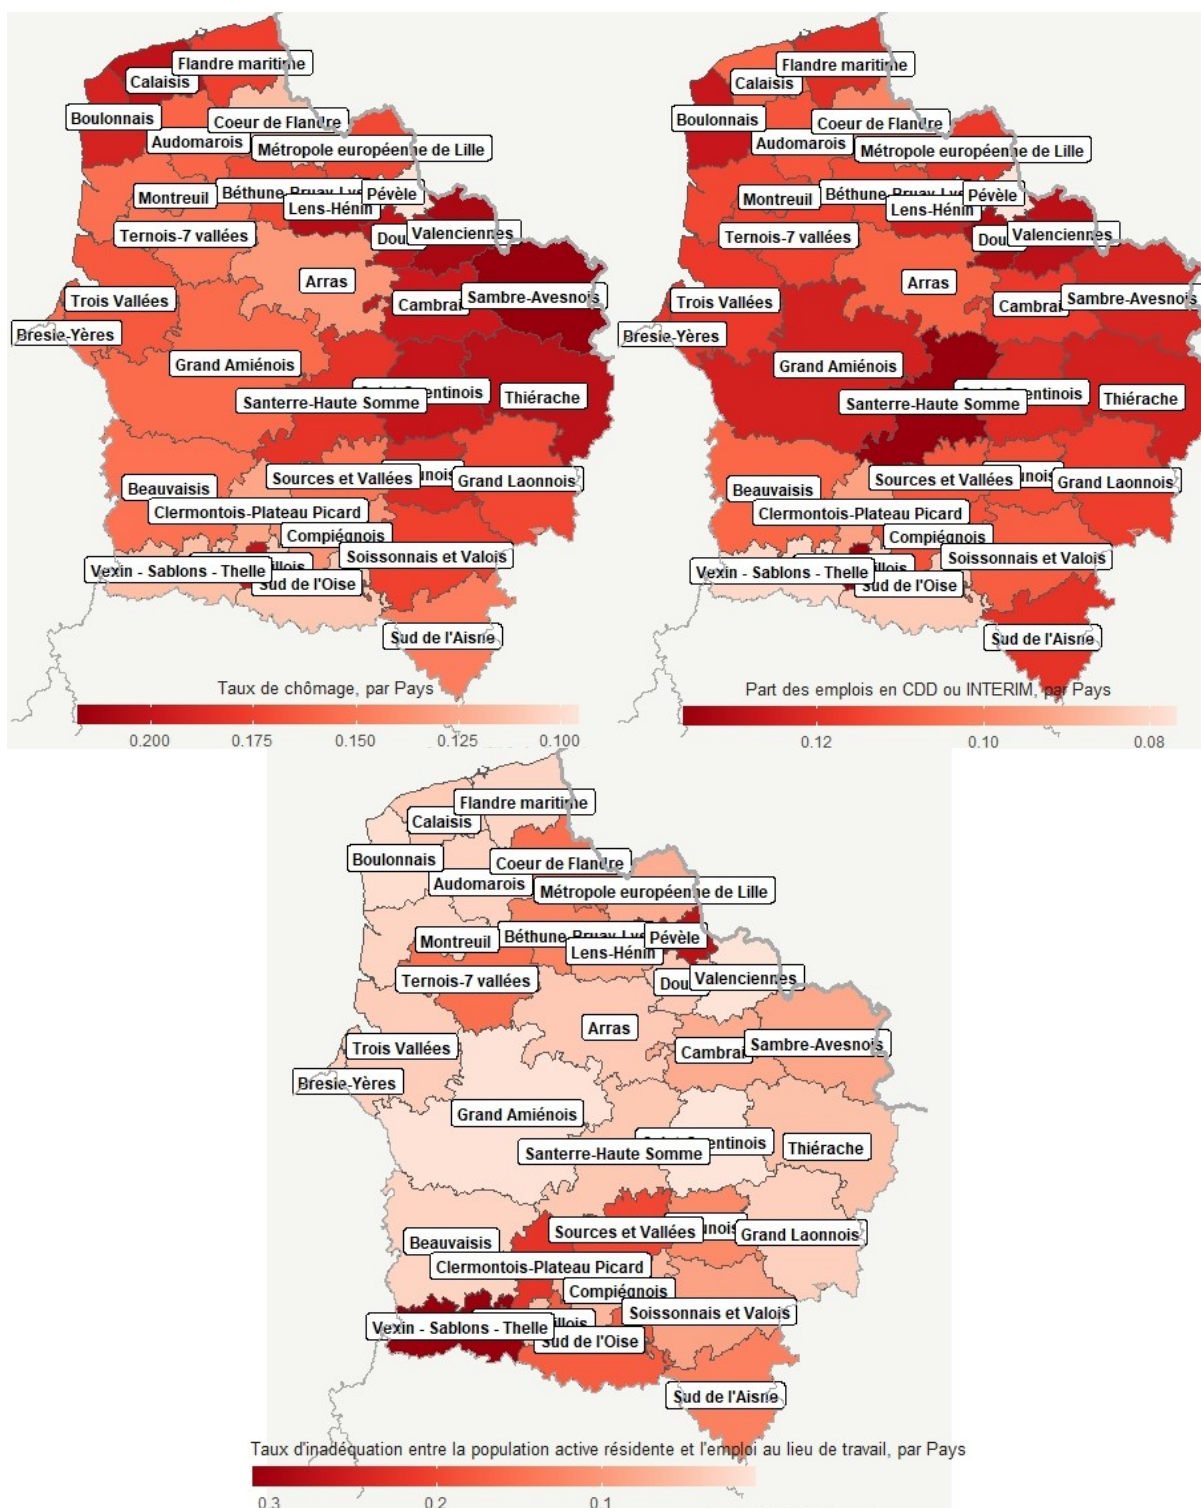 Flandre maritime
Calaisis
Boulonnais
Coeur de Flandre
Audomarois
Métropole européenne de Lille
Montreuil
Béthune-Bruay
Pévèle
Lens-Hénin
Ternois-7 vallées
Valenciennes
Arras
Trois Vallées
Cambrai
Sambre-Avesnois
Bresle-Yères
Grand Amiénois
Santerre-Haute Somme
Thiérache
Beauvaisis
Sources et Vallées
Grand Laonnois
Clermontois-Plateau Picard
Compiégnois
Soissonnais et Valois
Vexin - Sablons - Thelle
Sud de l'Oise
Sud de l'Aisne
Taux de chômage, par Pays
0.200 0.175 0.150 0.125 0.100
Flandre maritime
Calaisis
Boulonnais
Coeur de Flandre
Audomarois
Métropole européenne de Lille
Montreuil
Béthune-Bruay
Pévèle
Lens-Hénin
Ternois-7 vallées
Valenciennes
Arras
Trois Vallées
Cambrai
Sambre-Avesnois
Bresle-Yères
Grand Amiénois
Santerre-Haute Somme
Thiérache
Beauvaisis
Sources et Vallées
Grand Laonnois
Clermontois-Plateau Picard
Compiégnois
Soissonnais et Valois
Vexin - Sablons - Thelle
Sud de l'Oise
Sud de l'Aisne
Part des emplois en CDD ou INTERIM, par Pays
0.12 0.10 0.08
Flandre maritime
Calaisis
Boulonnais
Coeur de Flandre
Audomarois
Métropole européenne de Lille
Montreuil
Béthune-Bruay
Pévèle
Lens-Hénin
Ternois-7 vallées
Valenciennes
Arras
Trois Vallées
Cambrai
Sambre-Avesnois
Bresle-Yères
Grand Amiénois
Santerre-Haute Somme
Thiérache
Beauvaisis
Sources et Vallées
Grand Laonnois
Clermontois-Plateau Picard
Compiégnois
Soissonnais et Valois
Vexin - Sablons - Thelle
Sud de l'Oise
Sud de l'Aisne
Taux d'inadéquation entre la population active résidente et l'emploi au lieu de travail, par Pays
0.3 0.2 0.1